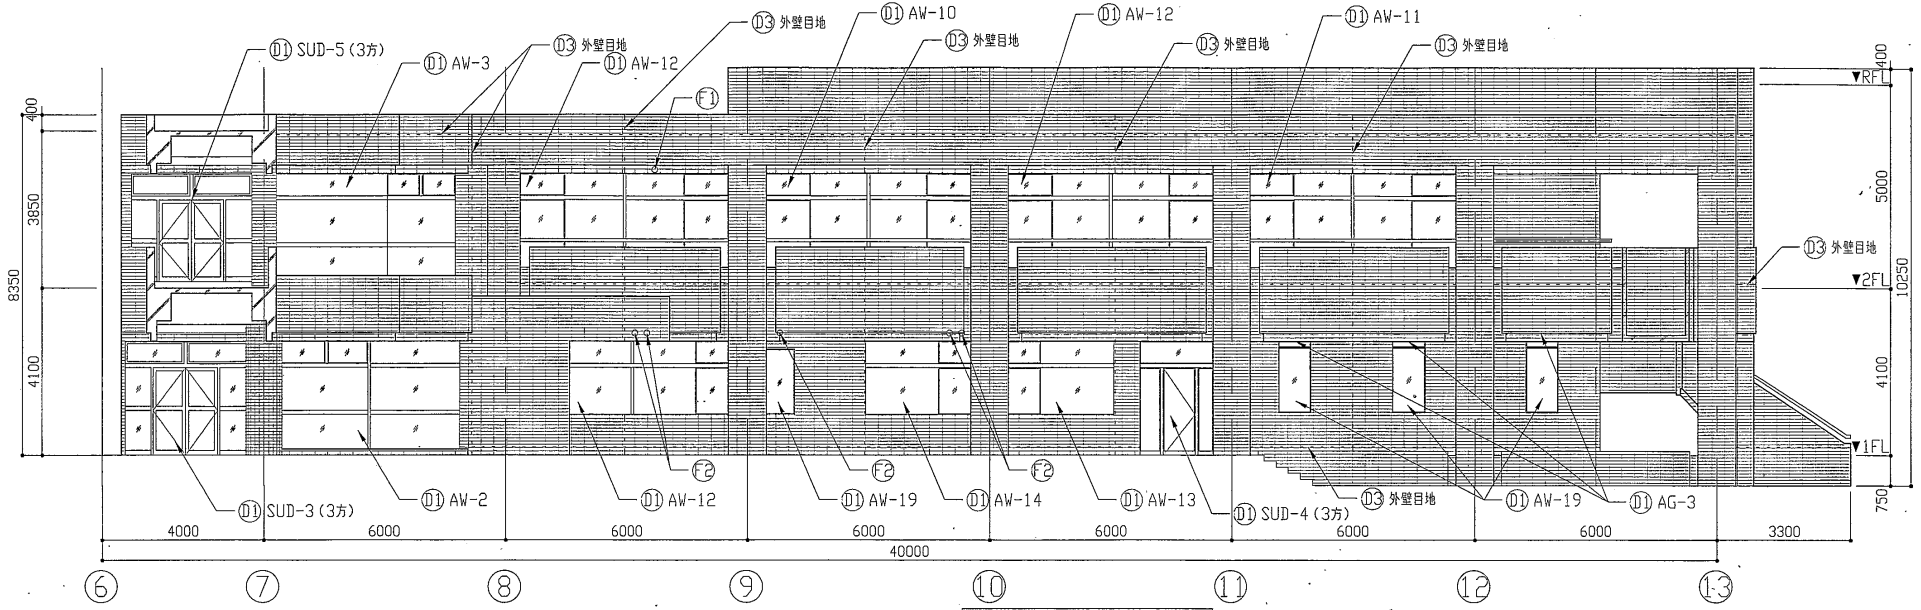 D1 AW-10
D1 AW-12
D1 AW-11
D3 外壁目地
D3 外壁目地
D3 外壁目地
D3 外壁目地
D3 外壁目地
D1 SUD-5 (3方)
D1 AW-3
D1 AW-12
F1
400
▼RFL
400
3850
5000
8350
D3 外壁目地
▼2FL
10250
4100
4100
▼1FL
750
F2
F2
F2
D1 SUD-3 (3方)
D1 AW-2
D1 AW-12
D1 AW-19
D1 AW-14
D1 AW-13
D1 SUD-4 (3方)
D3 外壁目地
D1 AW-19
D1 AG-3
4000
6000
6000
6000
6000
6000
6000
3300
40000
6
7
8
9
10
11
12
13